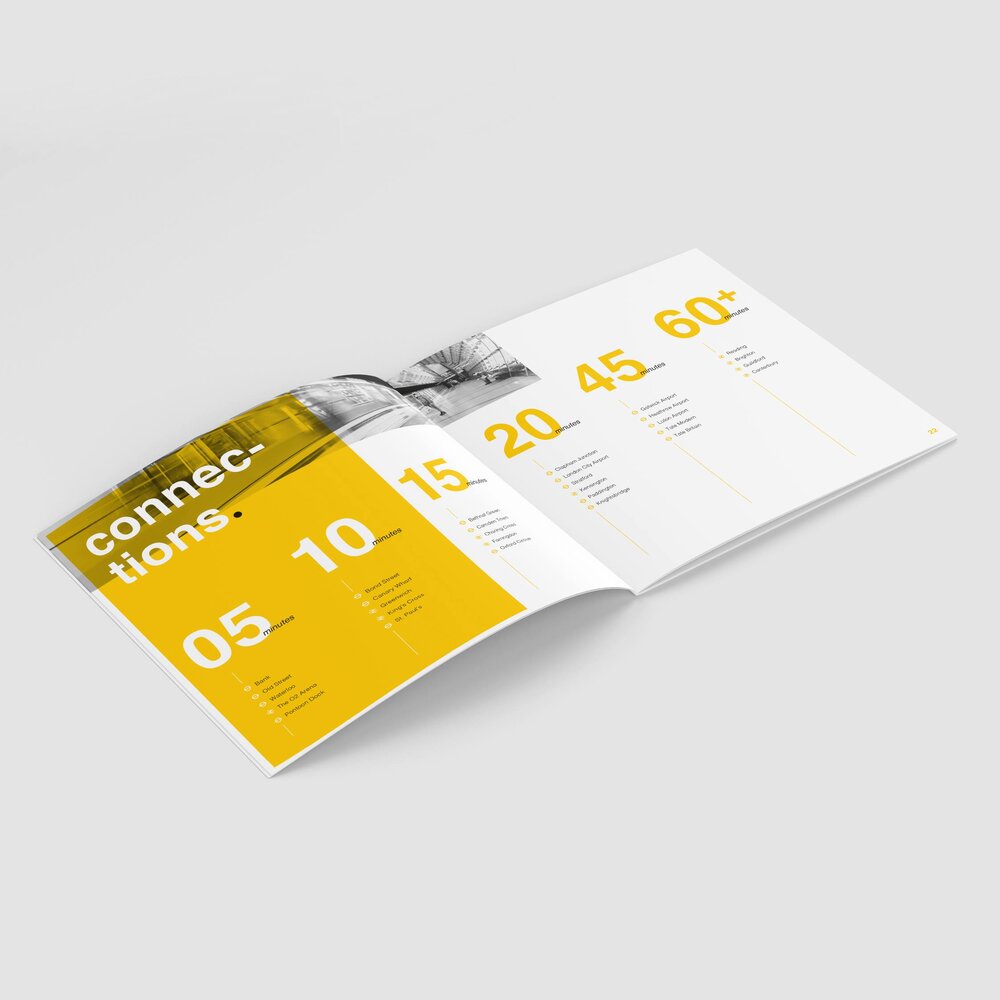 connec-
tions.
05 minutes
Bank
Old Street
Waterloo
The O2 Arena
Pontoon Dock
10 minutes
Bond Street
Canary Wharf
Greenwich
King's Cross
St. Paul's
15 minutes
Bethnal Green
Camden Town
Charing Cross
Farringdon
Oxford Circus
20 minutes
Clapham Junction
London City Airport
Stratford
Kensington
Paddington
Knightsbridge
45 minutes
Gatwick Airport
Heathrow Airport
Luton Airport
Tate Modern
Tate Britain
60+ minutes
Reading
Brighton
Guildford
Canterbury
22